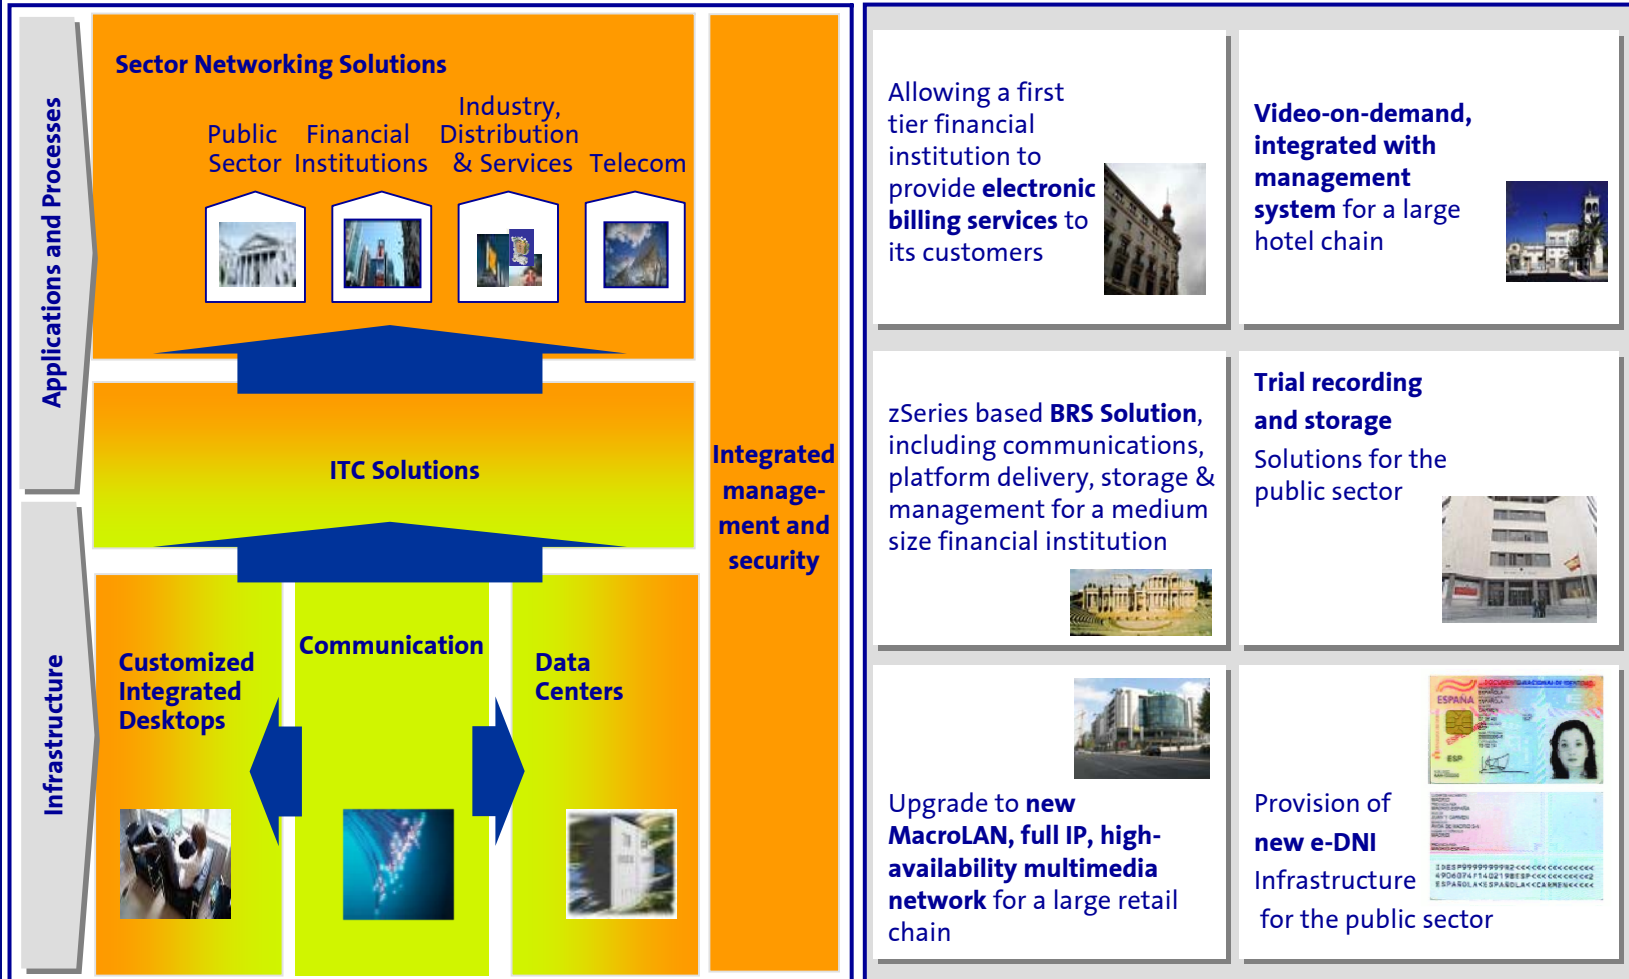 Applications and Processes
Sector Networking Solutions
Public
Sector
Financial
Institutions
Industry,
Distribution
& Services
Telecom
ITC Solutions
Integrated
manage-
ment and
security
Infrastructure
Customized
Integrated
Desktops
Communication
Data
Centers
Allowing a first
tier financial
institution to
provide electronic
billing services to
its customers
Video-on-demand,
integrated with
management
system for a large
hotel chain
zSeries based BRS Solution,
including communications,
platform delivery, storage &
management for a medium
size financial institution
Trial recording
and storage
Solutions for the
public sector
Upgrade to new
MacroLAN, full IP, high-
availability multimedia
network for a large retail
chain
Provision of
new e-DNI
Infrastructure
for the public sector
DOCUMENTO NACIONAL DE IDENTIDAD
ESPAÑA
ESP